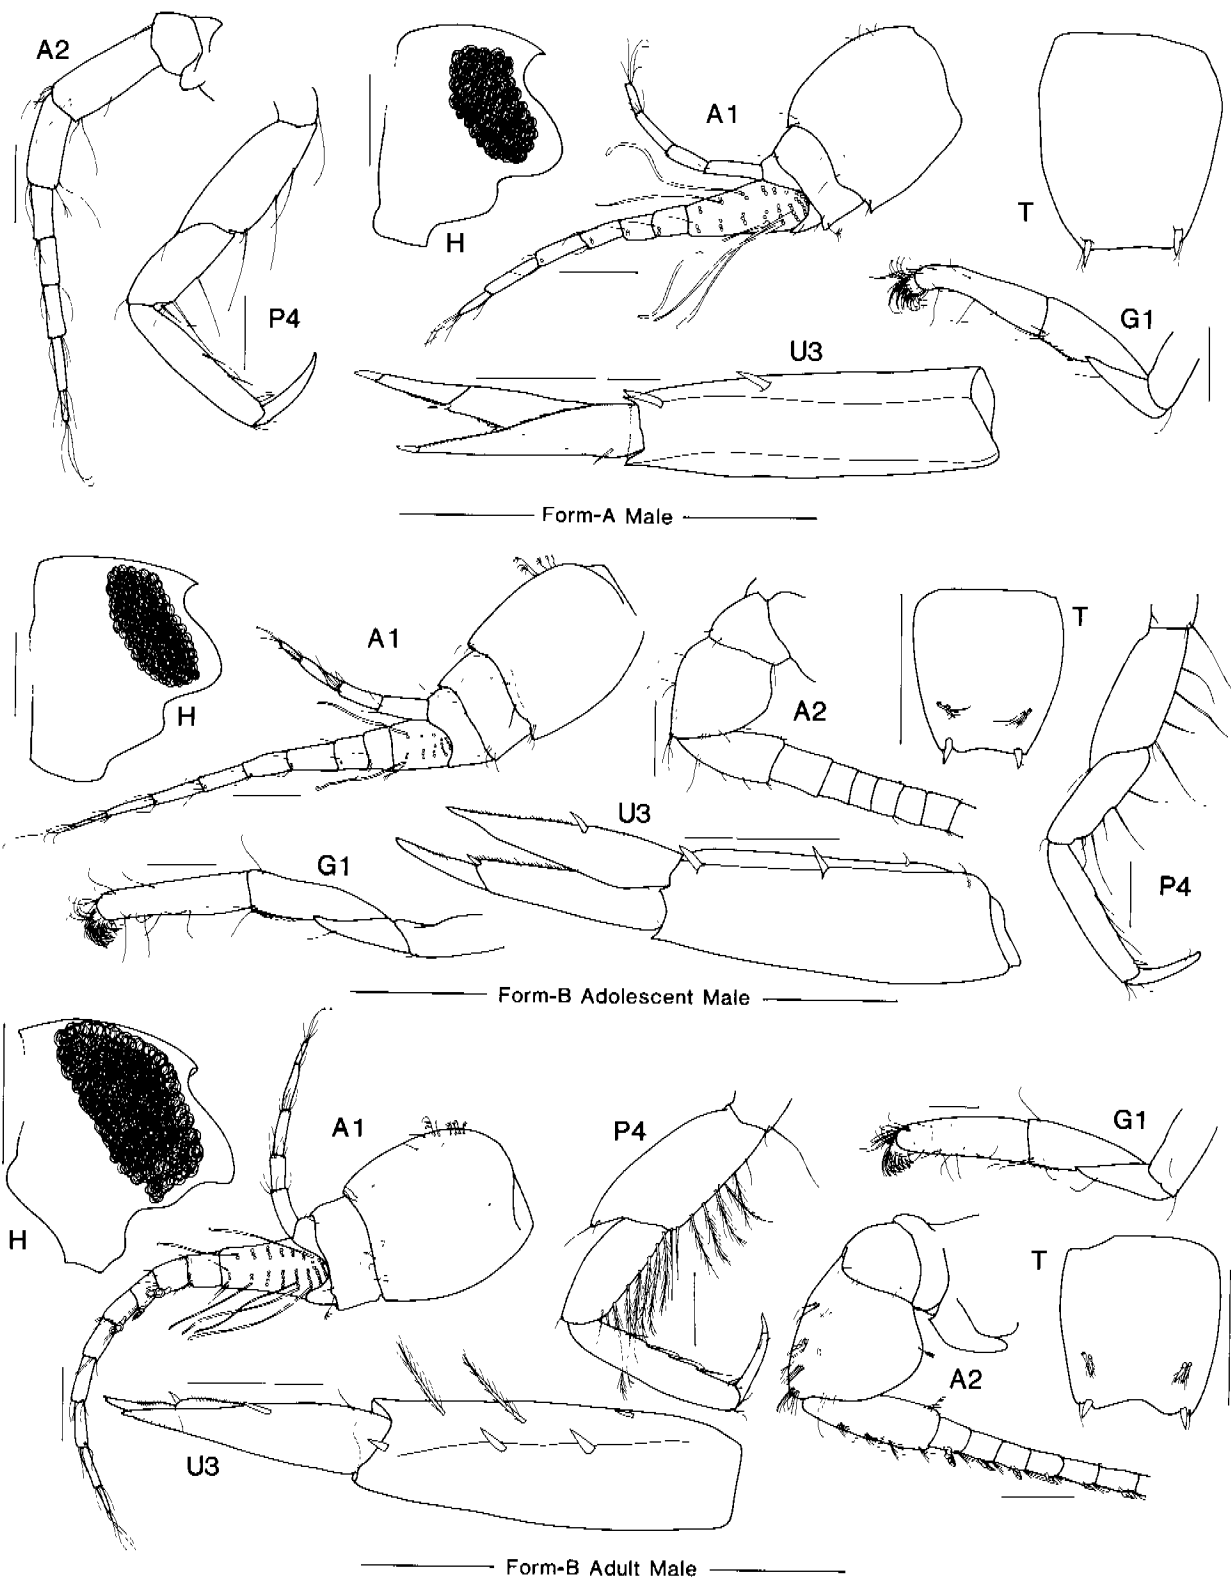 A2
A1
T
H
P4
G1
U3
Form-A Male
A1
T
H
A2
U3
G1
P4
Form-B Adolescent Male
A1
P4
G1
H
T
A2
U3
Form-B Adult Male